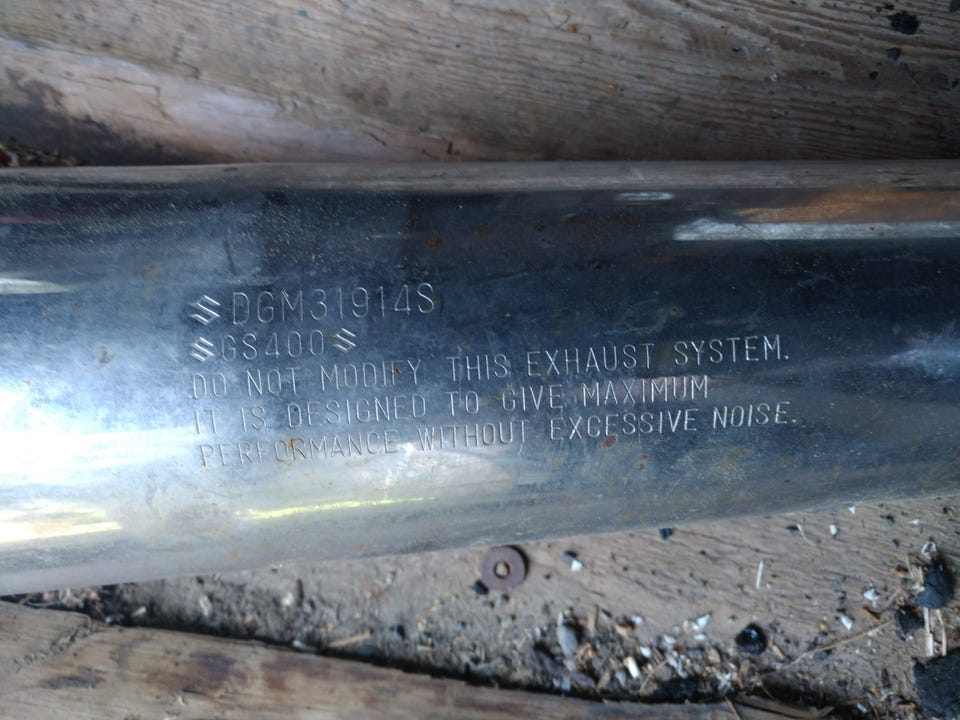 DGM31914S
GS400
DO NOT MODIFY THIS EXHAUST SYSTEM.
IT IS DESIGNED TO GIVE MAXIMUM
PERFORMANCE WITHOUT EXCESSIVE NOISE.